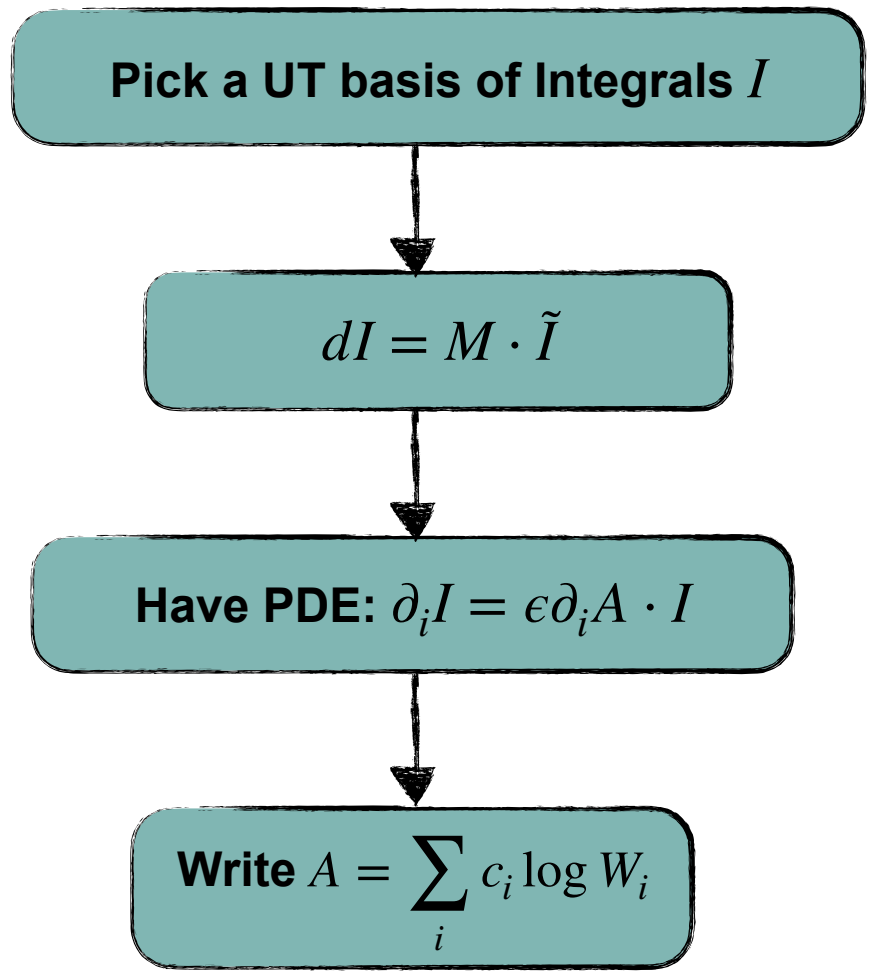 Pick a UT basis of Integrals I
dI = M · Ĩ
Have PDE: ∂ᵢI = ϵ∂ᵢA · I
Write A = ∑ᵢ cᵢ log Wᵢ